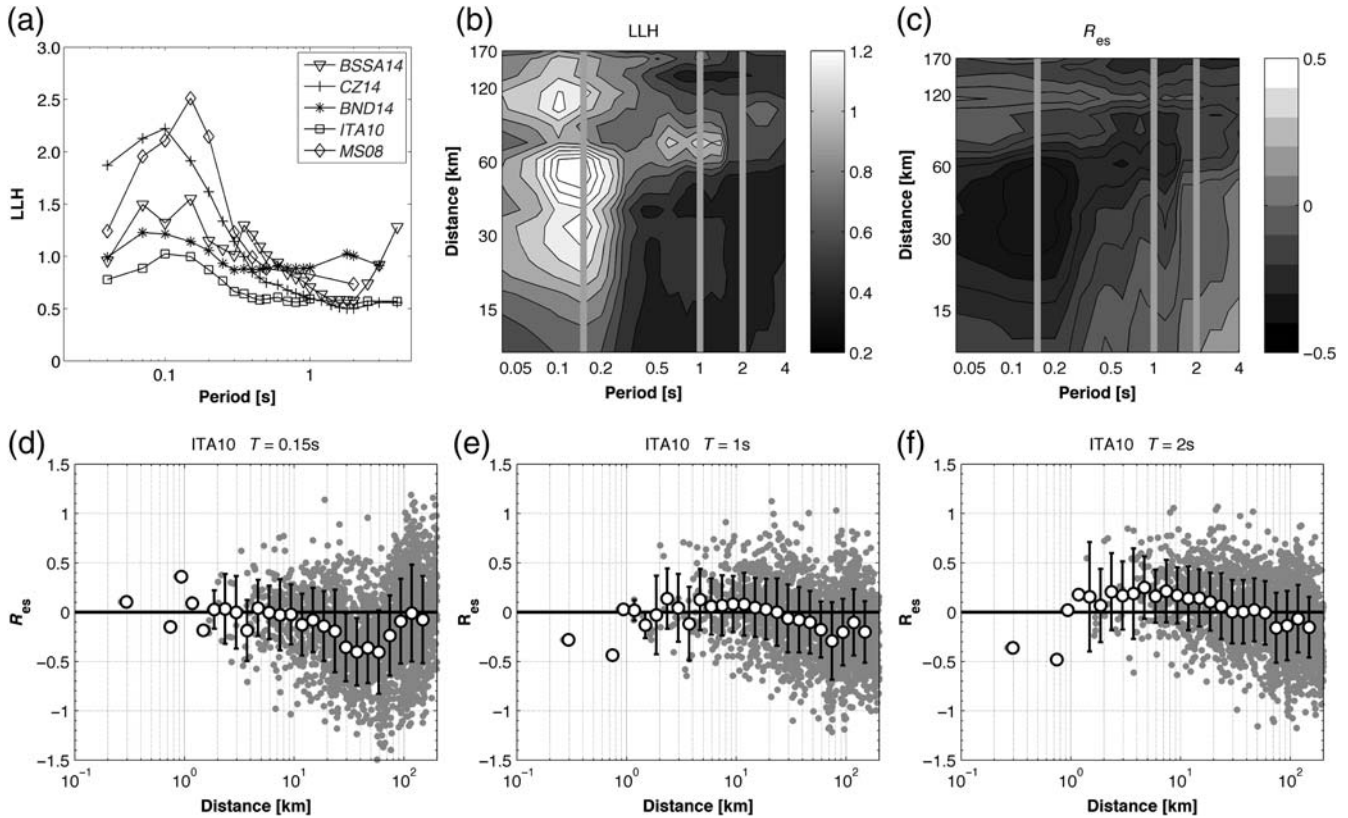 (a)
LLH
3.0
2.5
2.0
1.5
1.0
0.5
0
0.1
1
Period [s]
BSSA14
CZ14
BND14
ITA10
MS08
(b)
LLH
Distance [km]
170
120
60
30
15
0.05
0.1
0.2
0.5
1
2
4
Period [s]
1.2
1
0.8
0.6
0.4
0.2
(c)
Res
Distance [km]
170
120
60
30
15
0.05
0.1
0.2
0.5
1
2
4
Period [s]
0.5
0
−0.5
(d)
ITA10 T = 0.15s
Res
1.5
1
0.5
0
−0.5
−1
−1.5
10⁻¹
10⁰
10¹
10²
Distance [km]
(e)
ITA10 T = 1s
Res
1.5
1
0.5
0
−0.5
−1
−1.5
10⁻¹
10⁰
10¹
10²
Distance [km]
(f)
ITA10 T = 2s
Res
1.5
1
0.5
0
−0.5
−1
−1.5
10⁻¹
10⁰
10¹
10²
Distance [km]